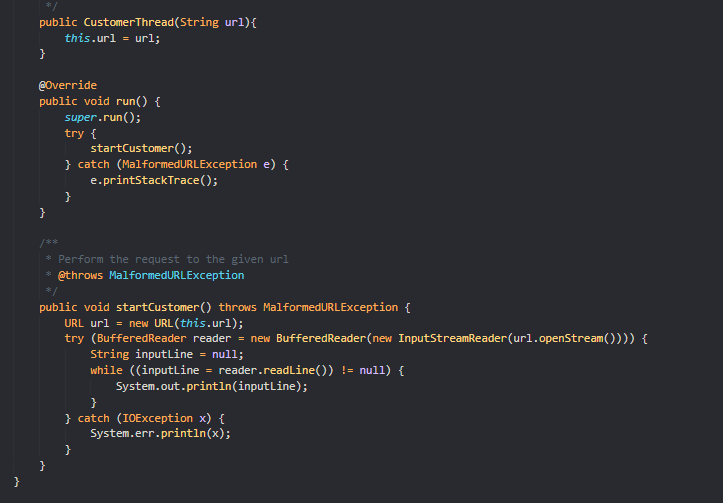 */
    public CustomerThread(String url){
        this.url = url;
    }

    @Override
    public void run() {
        super.run();
        try {
            startCustomer();
        } catch (MalformedURLException e) {
            e.printStackTrace();
        }
    }

    /**
     * Perform the request to the given url
     * @throws MalformedURLException
     */
    public void startCustomer() throws MalformedURLException {
        URL url = new URL(this.url);
        try (BufferedReader reader = new BufferedReader(new InputStreamReader(url.openStream()))) {
            String inputLine = null;
            while ((inputLine = reader.readLine()) != null) {
                System.out.println(inputLine);
            }
        } catch (IOException x) {
            System.err.println(x);
        }
    }
}